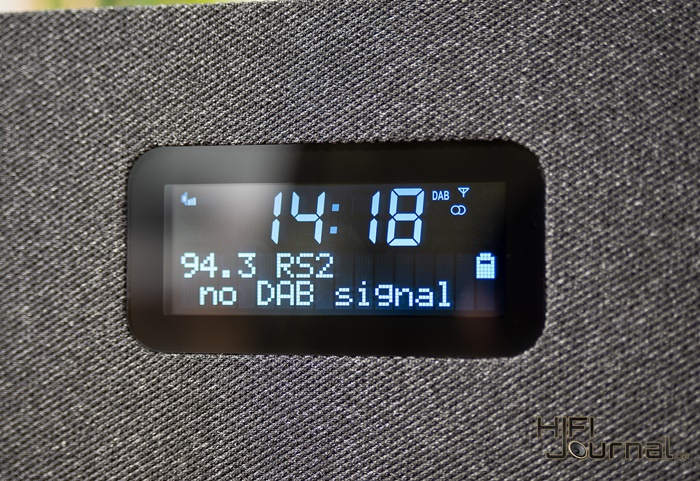 14:18 DAB
94.3 RS2
no DAB signal
HIFI
Journal